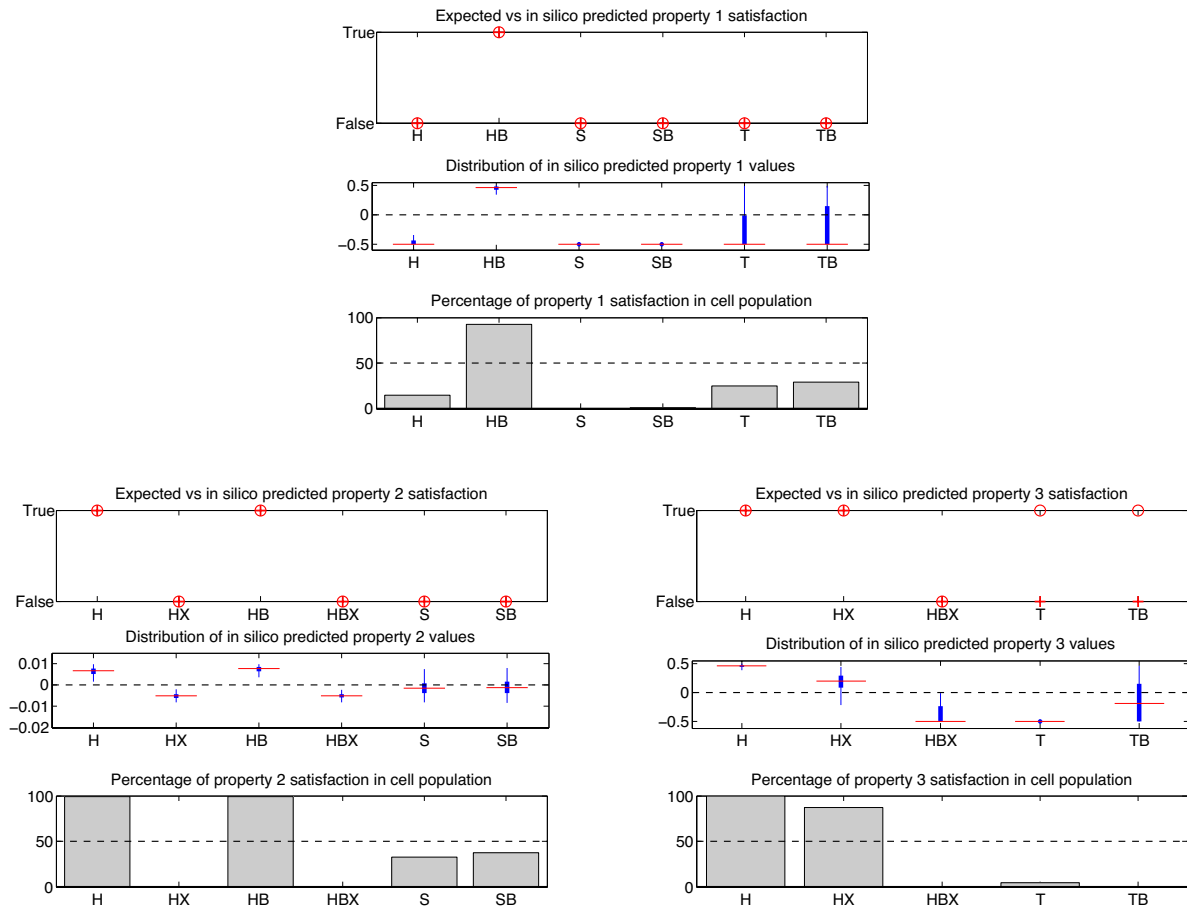 Expected vs in silico predicted property 1 satisfaction
True
False
H HB S SB T TB
Distribution of in silico predicted property 1 values
0.5
0
−0.5
H HB S SB T TB
Percentage of property 1 satisfaction in cell population
100
50
0
H HB S SB T TB
Expected vs in silico predicted property 2 satisfaction
True
False
H HX HB HBX S SB
Distribution of in silico predicted property 2 values
0.01
0
−0.01
−0.02
H HX HB HBX S SB
Percentage of property 2 satisfaction in cell population
100
50
0
H HX HB HBX S SB
Expected vs in silico predicted property 3 satisfaction
True
False
H HX HBX T TB
Distribution of in silico predicted property 3 values
0.5
0
−0.5
H HX HBX T TB
Percentage of property 3 satisfaction in cell population
100
50
0
H HX HBX T TB